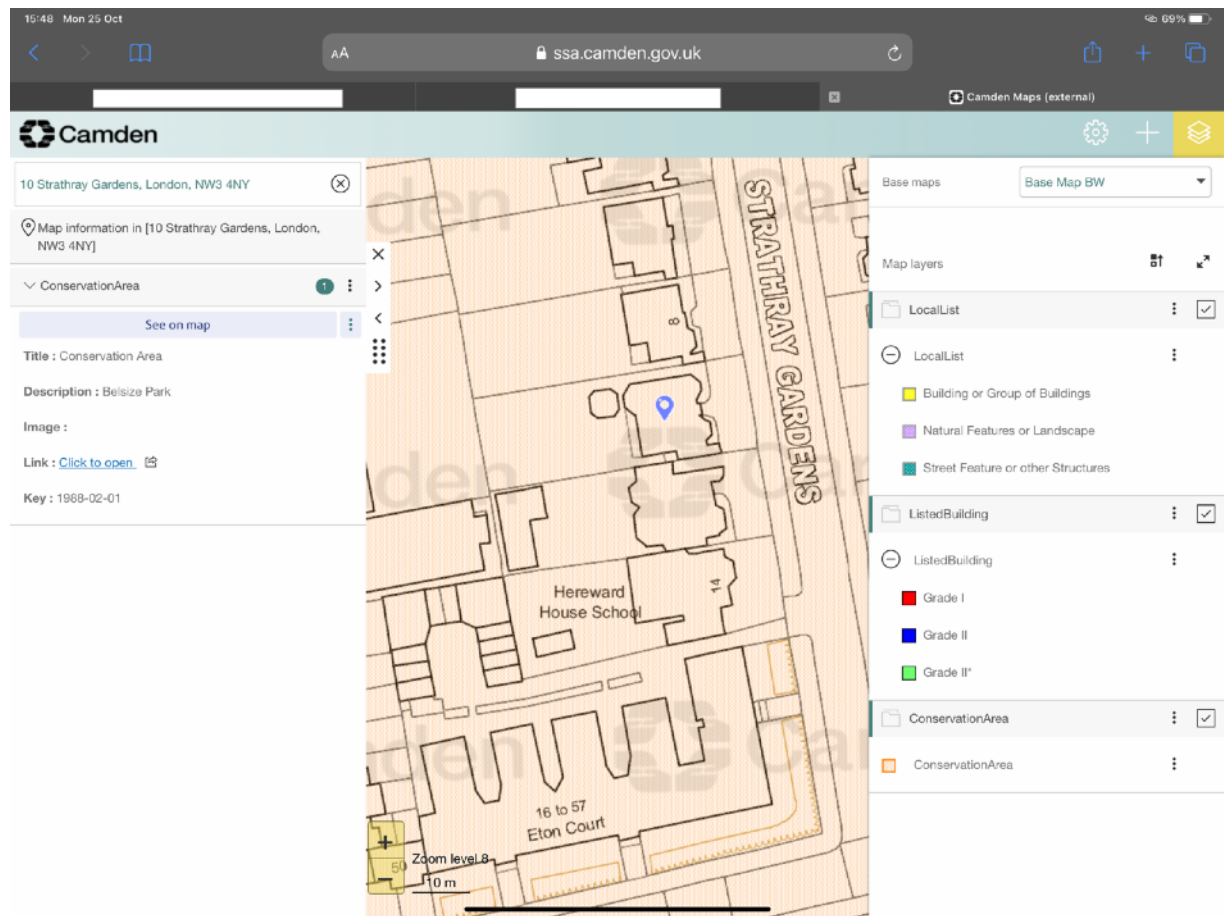 15:48 Mon 25 Oct
69%
AA
ssa.camden.gov.uk
Camden Maps (external)
Camden
10 Strathray Gardens, London, NW3 4NY
Map information in [10 Strathray Gardens, London,
NW3 4NY]
ConservationArea
1
See on map
Title : Conservation Area
Description : Belsize Park
Image :
Link : Click to open
Key : 1988-02-01
STRATHRAY GARDENS
8
Hereward
House School
14
16 to 57
Eton Court
50
Zoom level 8
10 m
Camden
Base maps
Base Map BW
Map layers
LocalList
LocalList
Building or Group of Buildings
Natural Features or Landscape
Street Feature or other Structures
ListedBuilding
ListedBuilding
Grade I
Grade II
Grade II*
ConservationArea
ConservationArea